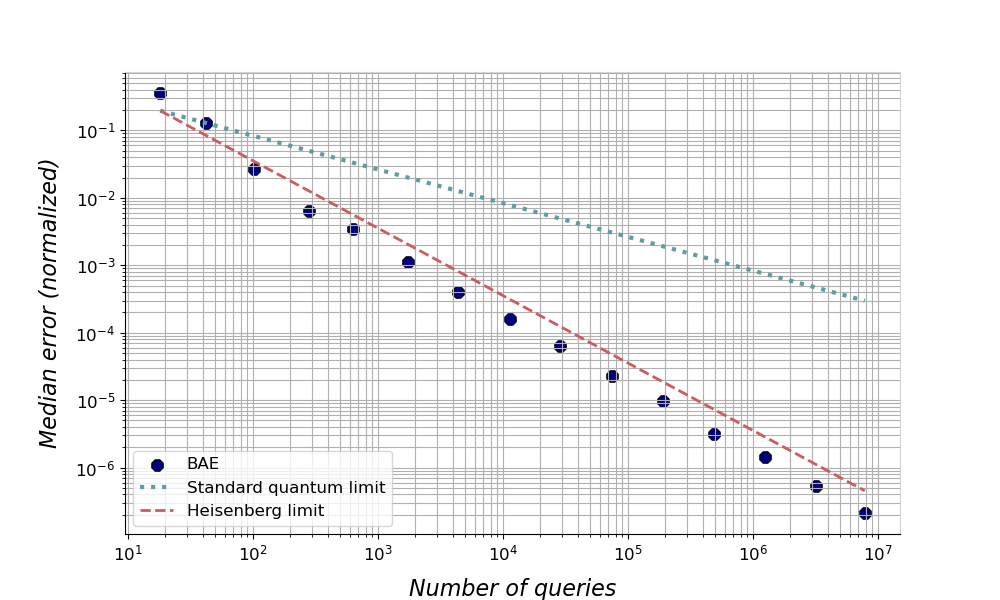 Median error (normalized)
10⁻¹
10⁻²
10⁻³
10⁻⁴
10⁻⁵
10⁻⁶
BAE
Standard quantum limit
Heisenberg limit
10¹ 10² 10³ 10⁴ 10⁵ 10⁶ 10⁷
Number of queries